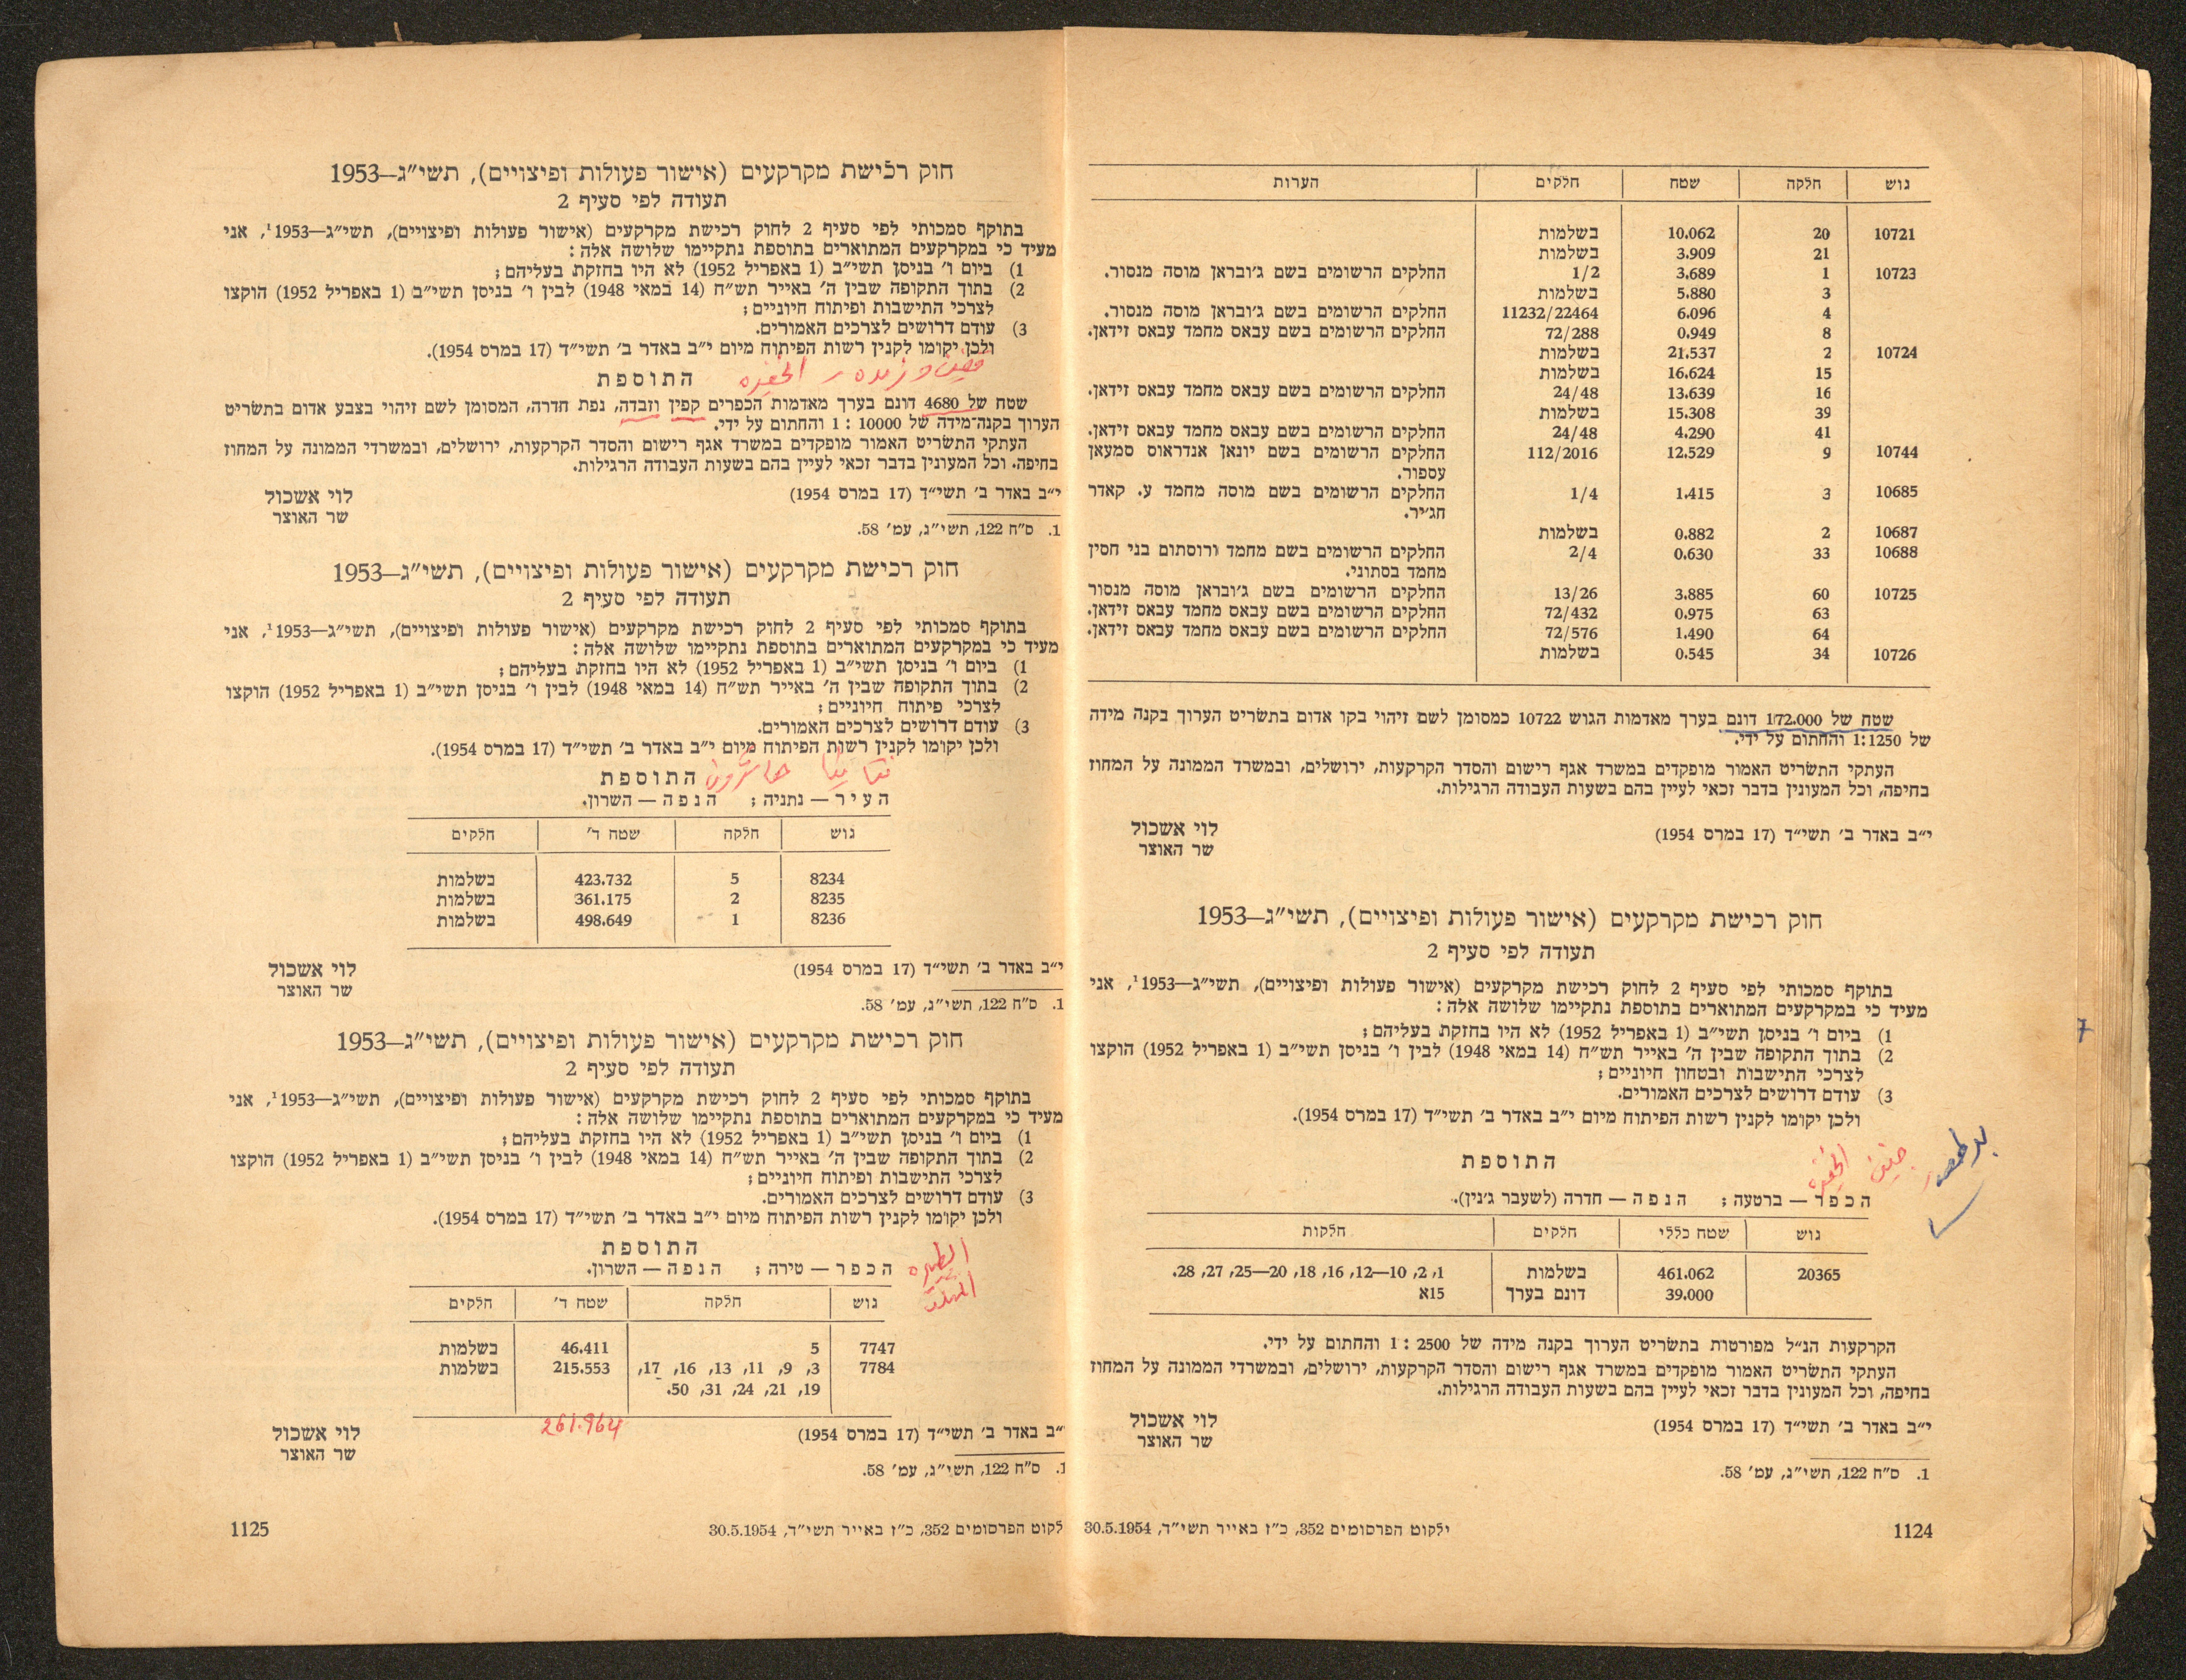 גוש חלקה שטח חלקים הערות
10721 20 10.062 בשלמות
21 3.909 בשלמות
10723 1 3.689 1/2 החלקים הרשומים בשם ג׳ובראן מוסה מנסור.
3 5.880 בשלמות
4 6.096 11232/22464 החלקים הרשומים בשם ג׳ובראן מוסה מנסור.
8 0.949 72/288 החלקים הרשומים בשם עבאס מחמד עבאס זידאן.
10724 2 21.537 בשלמות
15 16.624 בשלמות
16 13.639 24/48 החלקים הרשומים בשם עבאס מחמד עבאס זידאן.
39 15.308 בשלמות
41 4.290 24/48 החלקים הרשומים בשם עבאס מחמד עבאס זידאן.
10744 9 12.529 112/2016 החלקים הרשומים בשם יונאן אנדראוס סמעאן
עספור.
10685 3 1.415 1/4 החלקים הרשומים בשם מוסה מחמד ע. קאדר
חג׳יר.
10687 2 0.882 בשלמות
10688 33 0.630 2/4 החלקים הרשומים בשם מחמד ורוסתום בני חסין
מחמד בסתוני.
10725 60 3.885 13/26 החלקים הרשומים בשם ג׳ובראן מוסה מנסור
63 0.975 72/432 החלקים הרשומים בשם עבאס מחמד עבאס זידאן.
64 1.490 72/576 החלקים הרשומים בשם עבאס מחמד עבאס זידאן.
10726 34 0.545 בשלמות
שטח של 172.000 דונם בערך מאדמות הגוש 10722 כמסומן לשם זיהוי בקו אדום בתשריט הערוך בקנה מידה
של 1:1250 והחתום על ידי.
העתקי התשריט האמור מופקדים במשרד אגף רישום והסדר הקרקעות, ירושלים, ובמשרד הממונה על המחוז
בחיפה, וכל המעונין בדבר זכאי לעיין בהם בשעות העבודה הרגילות.
י״ב באדר ב׳ תשי״ד (17 במרס 1954) לוי אשכול
שר האוצר
חוק רכישת מקרקעים (אישור פעולות ופיצויים), תשי״ג—1953
תעודה לפי סעיף 2
בתוקף סמכותי לפי סעיף 2 לחוק רכישת מקרקעים (אישור פעולות ופיצויים), תשי״ג—1953¹, אני
מעיד כי במקרקעים המתוארים בתוספת נתקיימו שלושה אלה:
1) ביום ו׳ בניסן תשי״ב (1 באפריל 1952) לא היו בחזקת בעליהם;
2) בתוך התקופה שבין ה׳ באייר תש״ח (14 במאי 1948) לבין ו׳ בניסן תשי״ב (1 באפריל 1952) הוקצו
לצרכי התישבות ובטחון חיוניים;
3) עודם דרושים לצרכים האמורים.
ולכן יקומו לקנין רשות הפיתוח מיום י״ב באדר ב׳ תשי״ד (17 במרס 1954).
برطعه جنين الخضيره
התוספת
הכפר — ברטעה; הנפה — חדרה (לשעבר ג׳נין).
גוש שטח כללי חלקים חלקות
20365 461.062 בשלמות 1, 2, 10—12, 16, 18, 20—25, 27, 28.
39.000 דונם בערך 15א
הקרקעות הנ״ל מפורטות בתשריט הערוך בקנה מידה של 2500 : 1 והחתום על ידי.
העתקי התשריט האמור מופקדים במשרד אגף רישום והסדר הקרקעות, ירושלים, ובמשרדי הממונה על המחוז
בחיפה, וכל המעונין בדבר זכאי לעיין בהם בשעות העבודה הרגילות.
י״ב באדר ב׳ תשי״ד (17 במרס 1954) לוי אשכול
שר האוצר
1. ס״ח 122, תשי״ג, עמ׳ 58.
1124 ילקוט הפרסומים 352, כ״ז באייר תשי״ד, 30.5.1954
חוק רכישת מקרקעים (אישור פעולות ופיצויים), תשי״ג—1953
תעודה לפי סעיף 2
בתוקף סמכותי לפי סעיף 2 לחוק רכישת מקרקעים (אישור פעולות ופיצויים), תשי״ג—1953¹, אני
מעיד כי במקרקעים המתוארים בתוספת נתקיימו שלושה אלה:
1) ביום ו׳ בניסן תשי״ב (1 באפריל 1952) לא היו בחזקת בעליהם;
2) בתוך התקופה שבין ה׳ באייר תש״ח (14 במאי 1948) לבין ו׳ בניסן תשי״ב (1 באפריל 1952) הוקצו
לצרכי התישבות ופיתוח חיוניים;
3) עודם דרושים לצרכים האמורים.
ולכן יקומו לקנין רשות הפיתוח מיום י״ב באדר ב׳ תשי״ד (17 במרס 1954).
התוספת
שטח של 4680 דונם בערך מאדמות הכפרים קפין וזבדה, נפת חדרה, המסומן לשם זיהוי בצבע אדום בתשריט
הערוך בקנה־מידה של 10000 : 1 והחתום על ידי.
העתקי התשריט האמור מופקדים במשרד אגף רישום והסדר הקרקעות, ירושלים, ובמשרדי הממונה על המחוז
בחיפה. וכל המעונין בדבר זכאי לעיין בהם בשעות העבודה הרגילות.
י״ב באדר ב׳ תשי״ד (17 במרס 1954) לוי אשכול
שר האוצר
1. ס״ח 122, תשי״ג, עמ׳ 58.
חוק רכישת מקרקעים (אישור פעולות ופיצויים), תשי״ג—1953
תעודה לפי סעיף 2
בתוקף סמכותי לפי סעיף 2 לחוק רכישת מקרקעים (אישור פעולות ופיצויים), תשי״ג—1953¹, אני
מעיד כי במקרקעים המתוארים בתוספת נתקיימו שלושה אלה:
1) ביום ו׳ בניסן תשי״ב (1 באפריל 1952) לא היו בחזקת בעליהם;
2) בתוך התקופה שבין ה׳ באייר תש״ח (14 במאי 1948) לבין ו׳ בניסן תשי״ב (1 באפריל 1952) הוקצו
לצרכי פיתוח חיוניים;
3) עודם דרושים לצרכים האמורים.
ולכן יקומו לקנין רשות הפיתוח מיום י״ב באדר ב׳ תשי״ד (17 במרס 1954).
נתניא هاشرون
התוספת
העיר — נתניה; הנפה — השרון.
גוש חלקה שטח ד׳ חלקים
8234 5 423.732 בשלמות
8235 2 361.175 בשלמות
8236 1 498.649 בשלמות
י״ב באדר ב׳ תשי״ד (17 במרס 1954) לוי אשכול
שר האוצר
1. ס״ח 122, תשי״ג, עמ׳ 58.
חוק רכישת מקרקעים (אישור פעולות ופיצויים), תשי״ג—1953
תעודה לפי סעיף 2
בתוקף סמכותי לפי סעיף 2 לחוק רכישת מקרקעים (אישור פעולות ופיצויים), תשי״ג—1953¹, אני
מעיד כי במקרקעים המתוארים בתוספת נתקיימו שלושה אלה:
1) ביום ו׳ בניסן תשי״ב (1 באפריל 1952) לא היו בחזקת בעליהם;
2) בתוך התקופה שבין ה׳ באייר תש״ח (14 במאי 1948) לבין ו׳ בניסן תשי״ב (1 באפריל 1952) הוקצו
לצרכי התישבות ופיתוח חיוניים;
3) עודם דרושים לצרכים האמורים.
ולכן יקומו לקנין רשות הפיתוח מיום י״ב באדר ב׳ תשי״ד (17 במרס 1954).
התוספת
الطيره
הכפר — טירה; הנפה — השרון.
גוש חלקה שטח ד׳ חלקים
7747 5 46.411 בשלמות
7784 3, 9, 11, 13, 16, 17, 215.553 בשלמות
19, 21, 24, 31, 50.
261.964
״ב באדר ב׳ תשי״ד (17 במרס 1954) לוי אשכול
שר האוצר
1. ס״ח 122, תשי״ג, עמ׳ 58.
לקוט הפרסומים 352, כ״ז באייר תשי״ד, 30.5.1954 1125